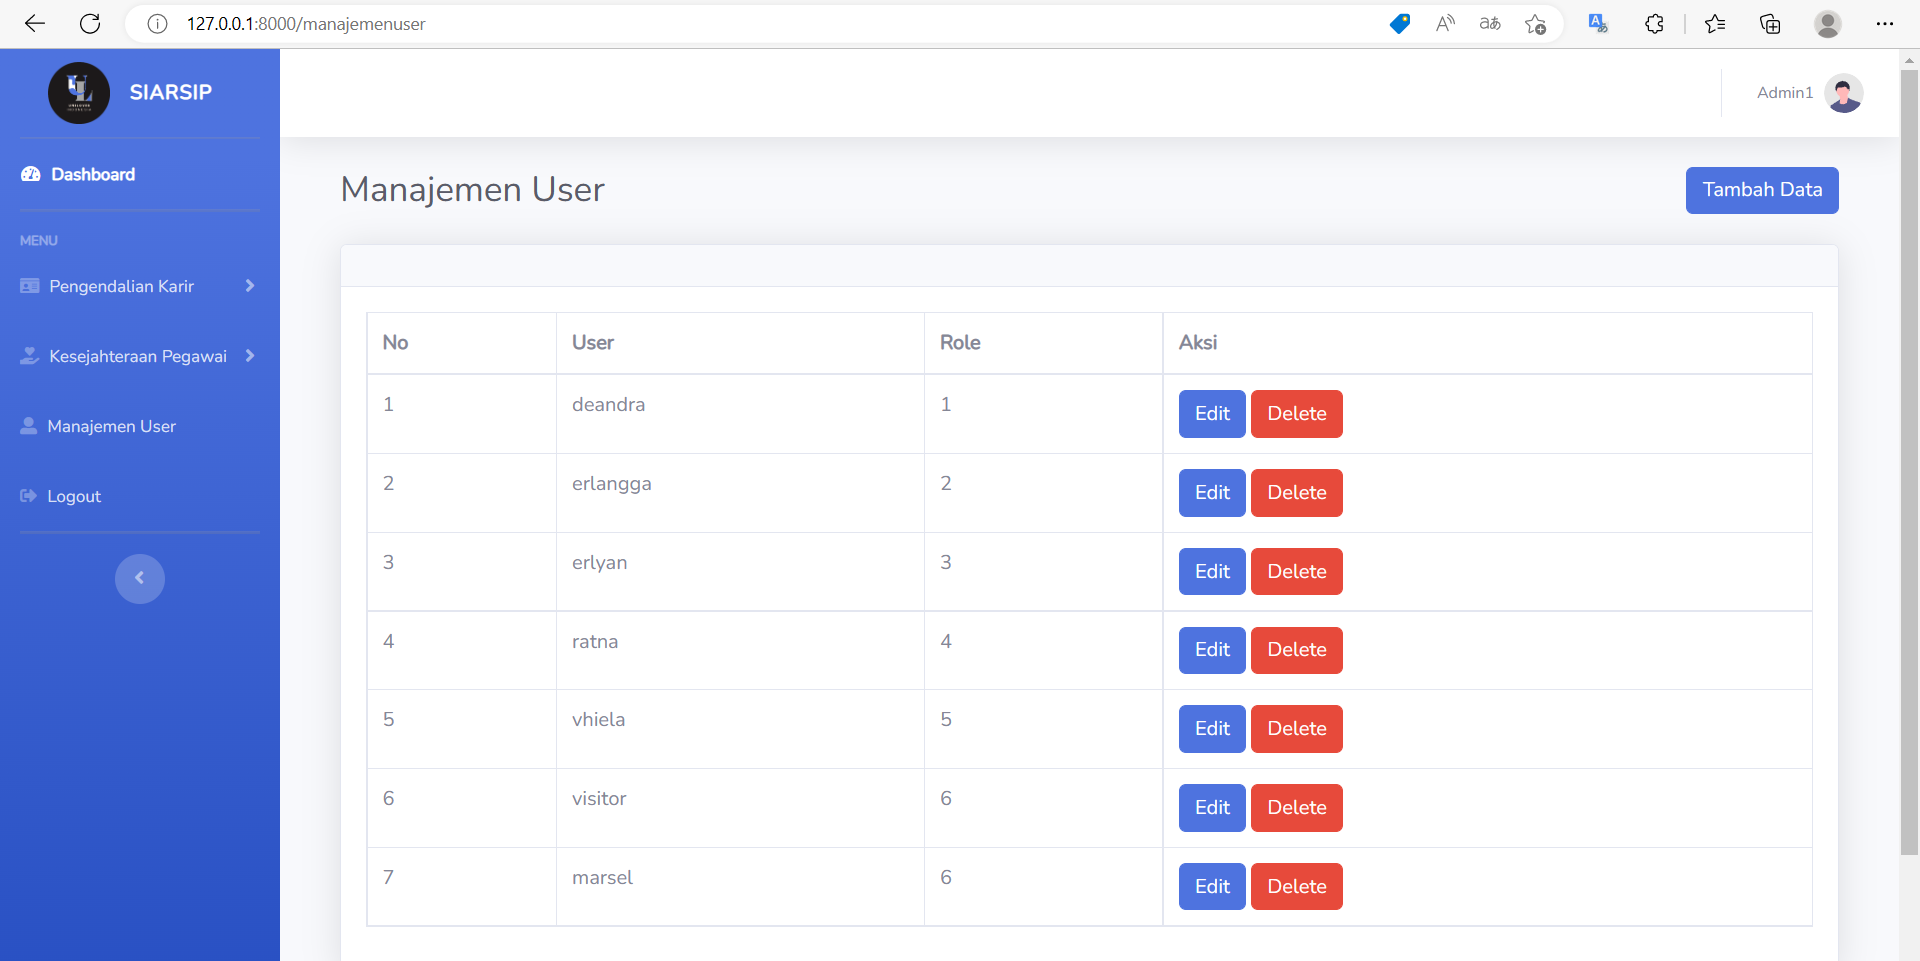 127.0.0.1:8000/manajemenuser
SIARSIP
Admin1
Dashboard
Manajemen User
Tambah Data
MENU
Pengendalian Karir
Kesejahteraan Pegawai
Manajemen User
Logout
No User Role Aksi
1 deandra 1 Edit Delete
2 erlangga 2 Edit Delete
3 erlyan 3 Edit Delete
4 ratna 4 Edit Delete
5 vhiela 5 Edit Delete
6 visitor 6 Edit Delete
7 marsel 6 Edit Delete